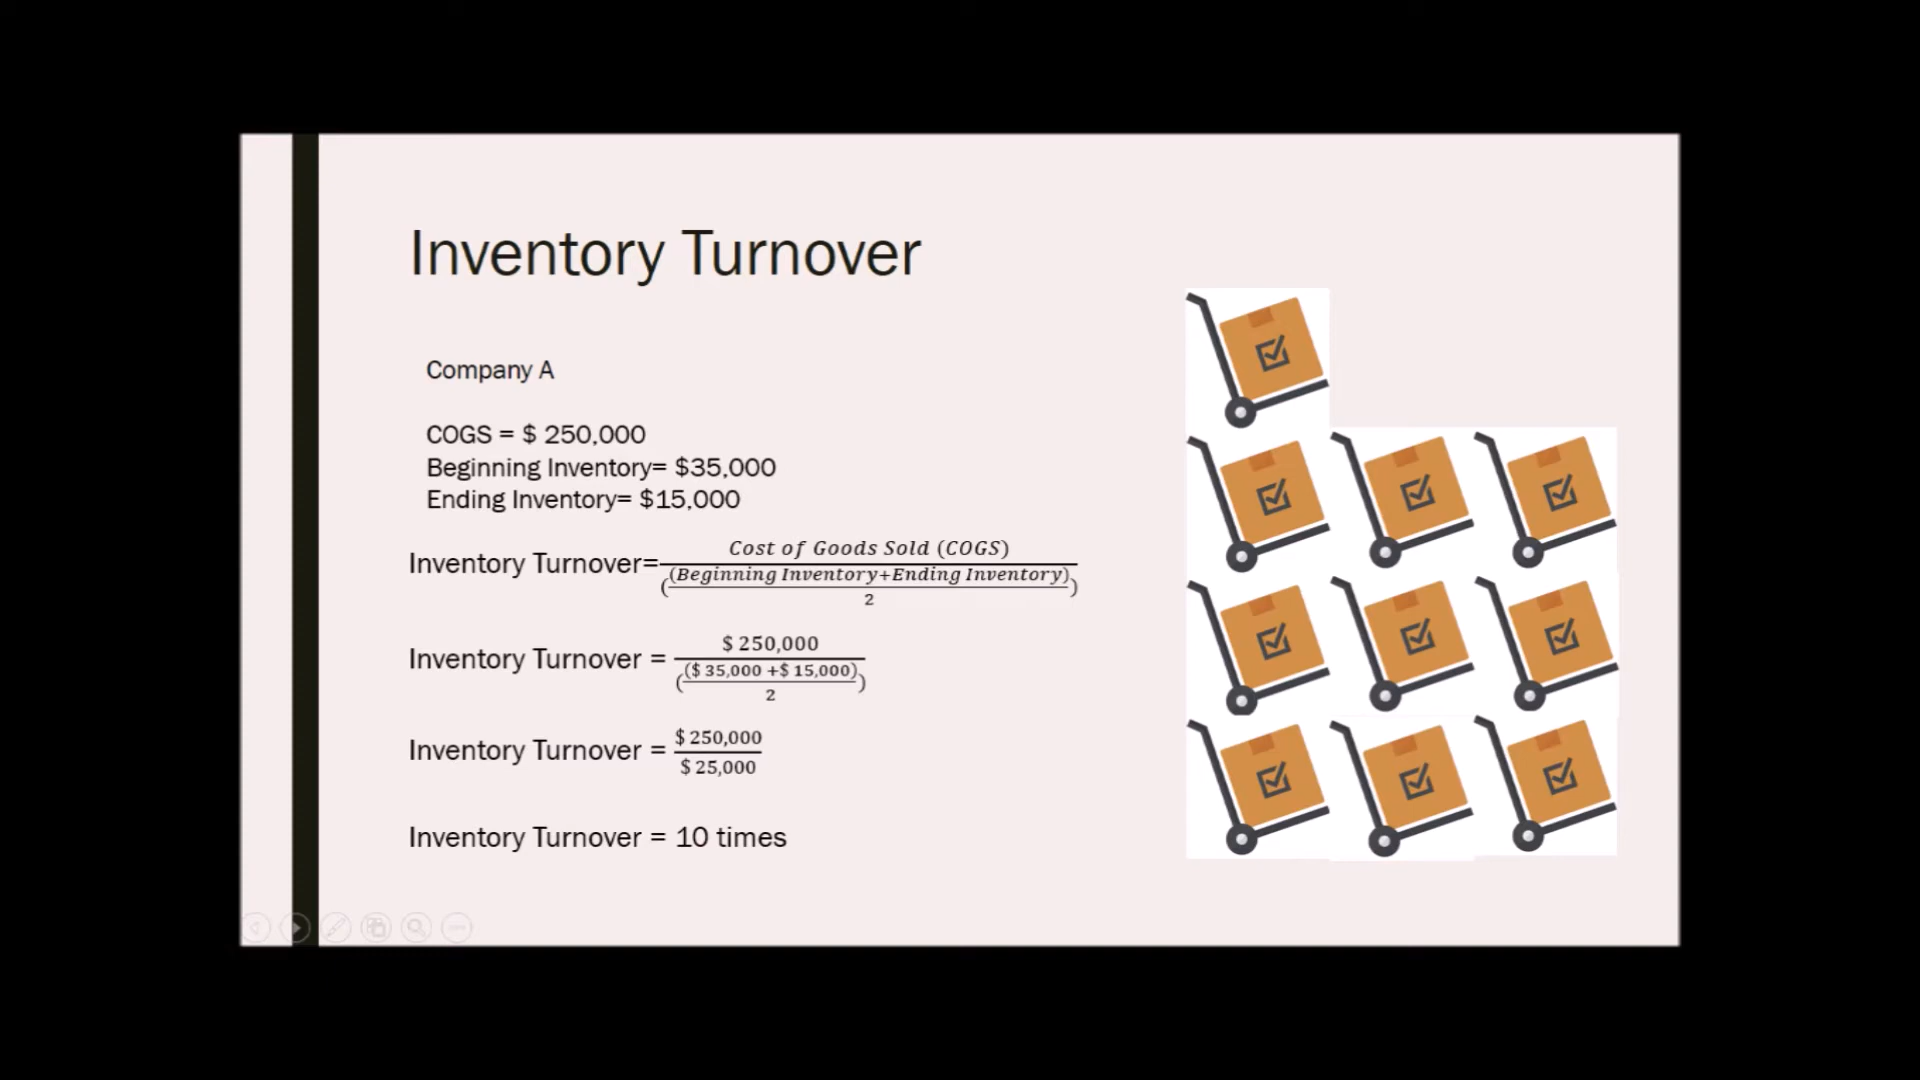 Inventory Turnover
Company A
COGS = $ 250,000
Beginning Inventory= $35,000
Ending Inventory= $15,000
Inventory Turnover=
Cost of Goods Sold (COGS)
((Beginning Inventory+Ending Inventory))
2
Inventory Turnover =
$ 250,000
(($ 35,000 +$ 15,000))
2
Inventory Turnover =
$ 250,000
$ 25,000
Inventory Turnover = 10 times